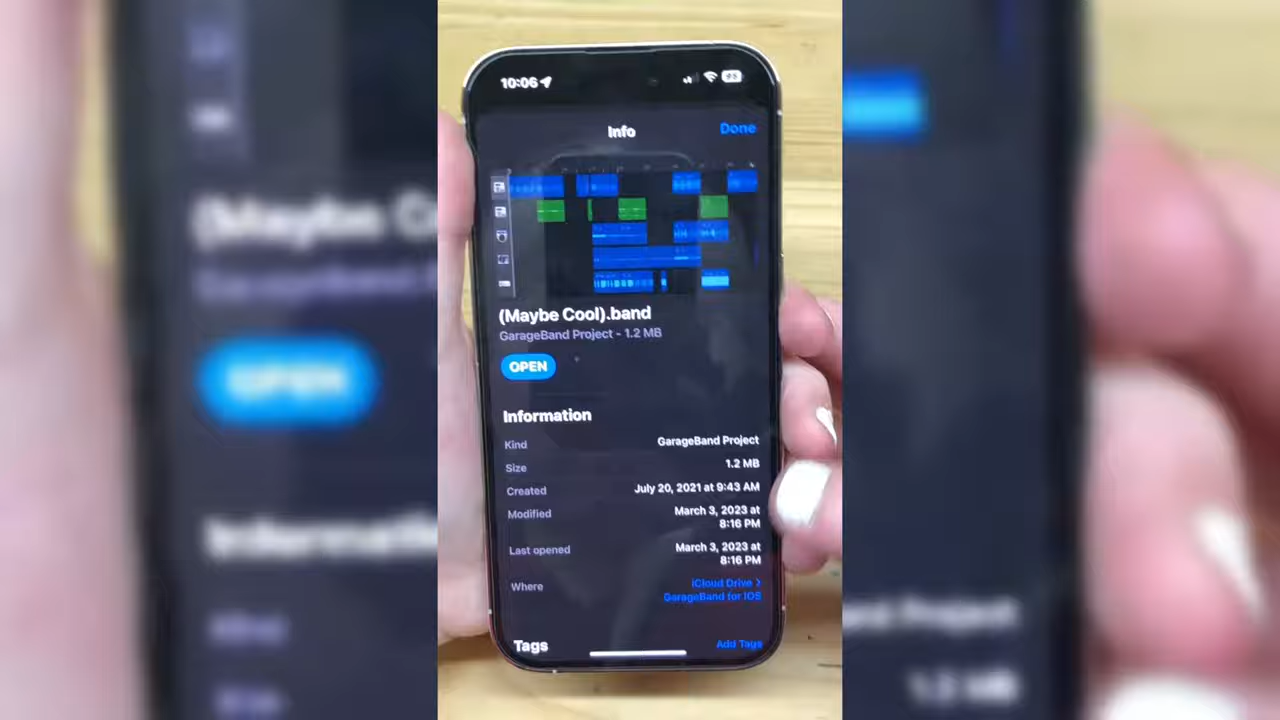 10:06
Info
Done
(Maybe Cool).band
GarageBand Project - 1.2 MB
OPEN
Information
Kind GarageBand Project
Size 1.2 MB
Created July 20, 2021 at 9:43 AM
Modified March 3, 2023 at
8:16 PM
Last opened March 3, 2023 at
8:16 PM
Where iCloud Drive >
GarageBand for iOS
Tags Add Tags